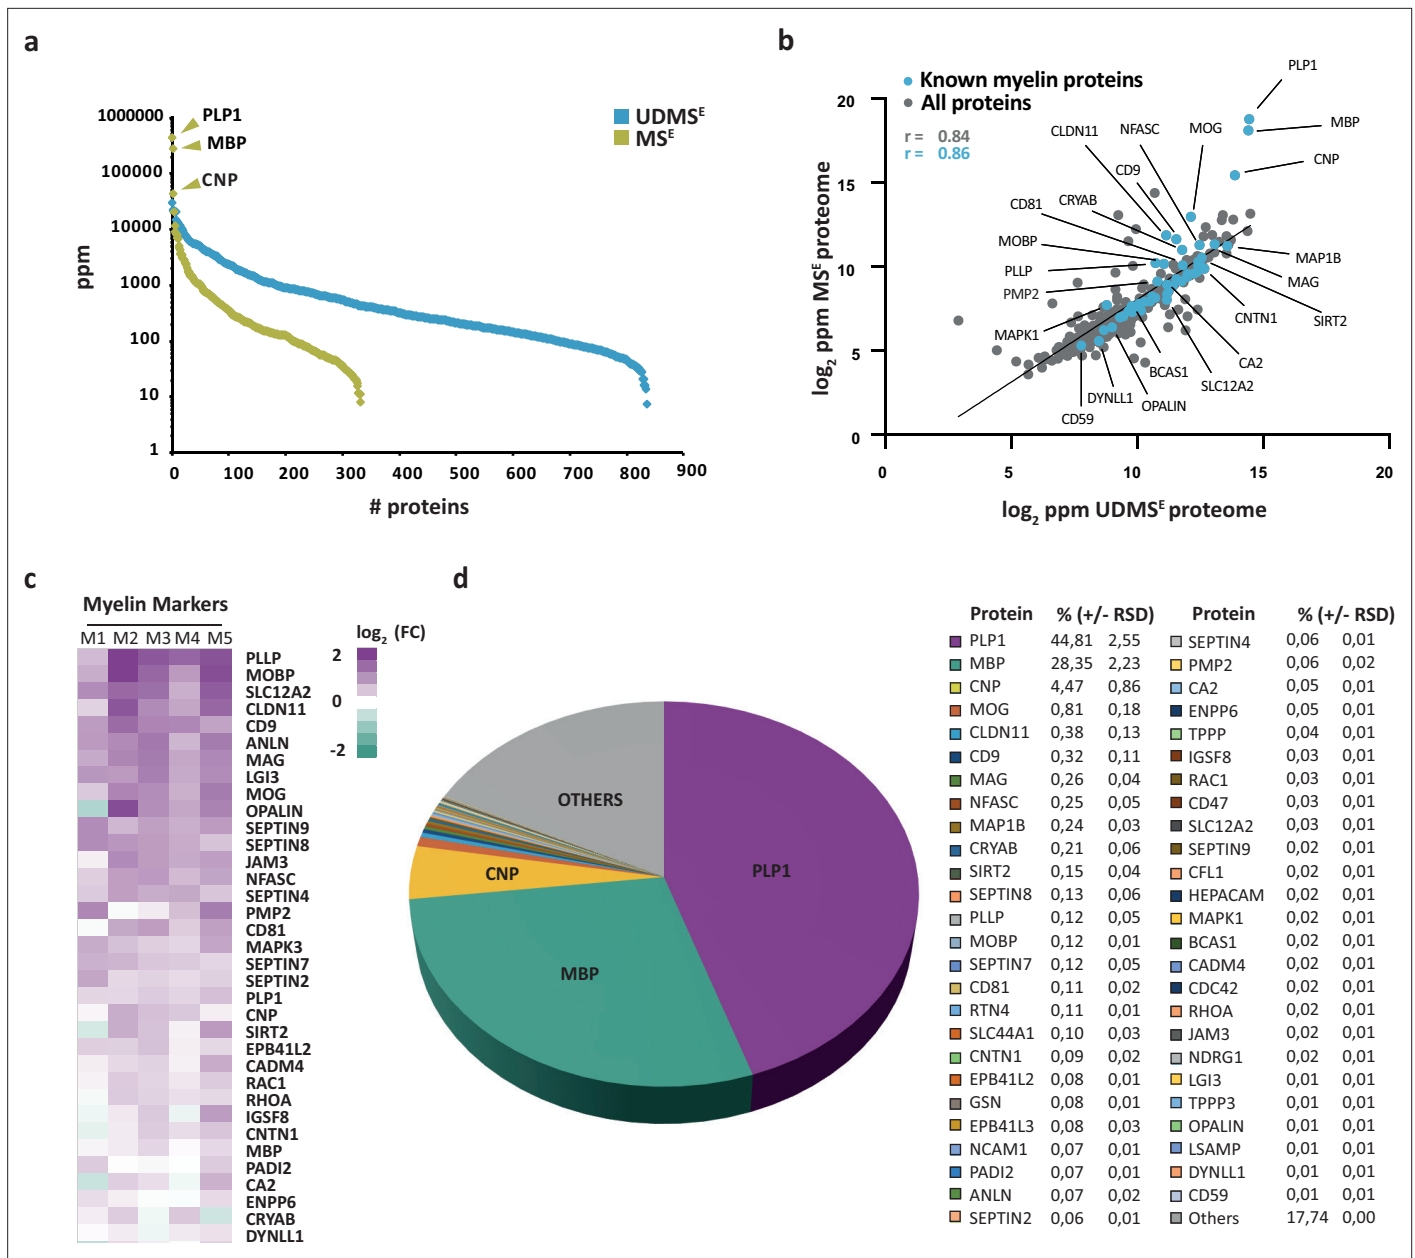 a
1000000
100000
10000
1000
100
10
1
ppm
PLP1
MBP
CNP
UDMSᴱ
MSᴱ
0 100 200 300 400 500 600 700 800 900
# proteins
b
Known myelin proteins
All proteins
r = 0.84
r = 0.86
20
15
10
5
0
log₂ ppm MSᴱ proteome
PLP1
MBP
CNP
CLDN11
NFASC
MOG
CD9
CD81
CRYAB
MOBP
PLLP
PMP2
MAPK1
MAP1B
MAG
SIRT2
CNTN1
CA2
SLC12A2
BCAS1
OPALIN
DYNLL1
CD59
0 5 10 15 20
log₂ ppm UDMSᴱ proteome
c
Myelin Markers
M1 M2 M3 M4 M5
log₂ (FC)
2
0
-2
PLLP
MOBP
SLC12A2
CLDN11
CD9
ANLN
MAG
LGI3
MOG
OPALIN
SEPTIN9
SEPTIN8
JAM3
NFASC
SEPTIN4
PMP2
CD81
MAPK3
SEPTIN7
SEPTIN2
PLP1
CNP
SIRT2
EPB41L2
CADM4
RAC1
RHOA
IGSF8
CNTN1
MBP
PADI2
CA2
ENPP6
CRYAB
DYNLL1
d
OTHERS
CNP
PLP1
MBP
Protein % (+/- RSD) Protein % (+/- RSD)
PLP1 44,81 2,55 SEPTIN4 0,06 0,01
MBP 28,35 2,23 PMP2 0,06 0,02
CNP 4,47 0,86 CA2 0,05 0,01
MOG 0,81 0,18 ENPP6 0,05 0,01
CLDN11 0,38 0,13 TPPP 0,04 0,01
CD9 0,32 0,11 IGSF8 0,03 0,01
MAG 0,26 0,04 RAC1 0,03 0,01
NFASC 0,25 0,05 CD47 0,03 0,01
MAP1B 0,24 0,03 SLC12A2 0,03 0,01
CRYAB 0,21 0,06 SEPTIN9 0,02 0,01
SIRT2 0,15 0,04 CFL1 0,02 0,01
SEPTIN8 0,13 0,06 HEPACAM 0,02 0,01
PLLP 0,12 0,05 MAPK1 0,02 0,01
MOBP 0,12 0,01 BCAS1 0,02 0,01
SEPTIN7 0,12 0,05 CADM4 0,02 0,01
CD81 0,11 0,02 CDC42 0,02 0,01
RTN4 0,11 0,01 RHOA 0,02 0,01
SLC44A1 0,10 0,03 JAM3 0,02 0,01
CNTN1 0,09 0,02 NDRG1 0,02 0,01
EPB41L2 0,08 0,01 LGI3 0,01 0,01
GSN 0,08 0,01 TPPP3 0,01 0,01
EPB41L3 0,08 0,03 OPALIN 0,01 0,01
NCAM1 0,07 0,01 LSAMP 0,01 0,01
PADI2 0,07 0,01 DYNLL1 0,01 0,01
ANLN 0,07 0,02 CD59 0,01 0,01
SEPTIN2 0,06 0,01 Others 17,74 0,00